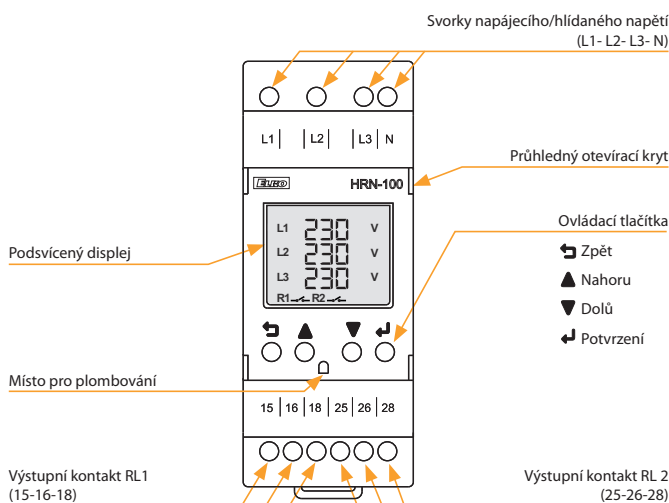 Svorky napájecího/hlídaného napětí
(L1- L2- L3- N)
L1 L2 L3 N
Průhledný otevírací kryt
ELKO HRN-100
Ovládací tlačítka
L1 230 V
L2 230 V
L3 230 V
R1 R2
Podsvícený displej
Zpět
Nahoru
Dolů
Potvrzení
Místo pro plombování
15 16 18 25 26 28
Výstupní kontakt RL1
(15-16-18)
Výstupní kontakt RL 2
(25-26-28)